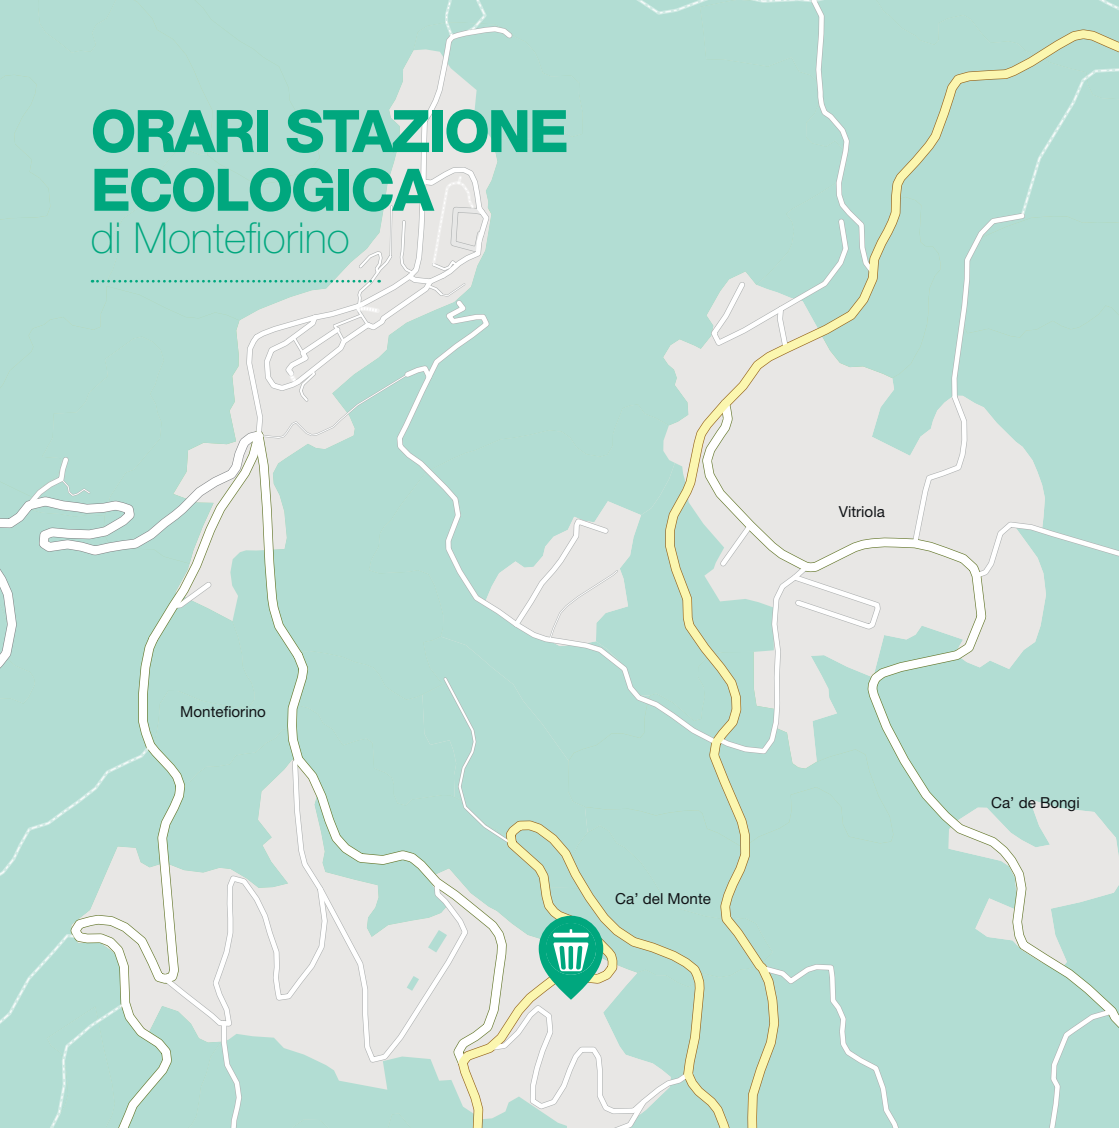 ORARI STAZIONE
ECOLOGICA
di Montefiorino
Vitriola
Montefiorino
Ca’ de Bongi
Ca’ del Monte